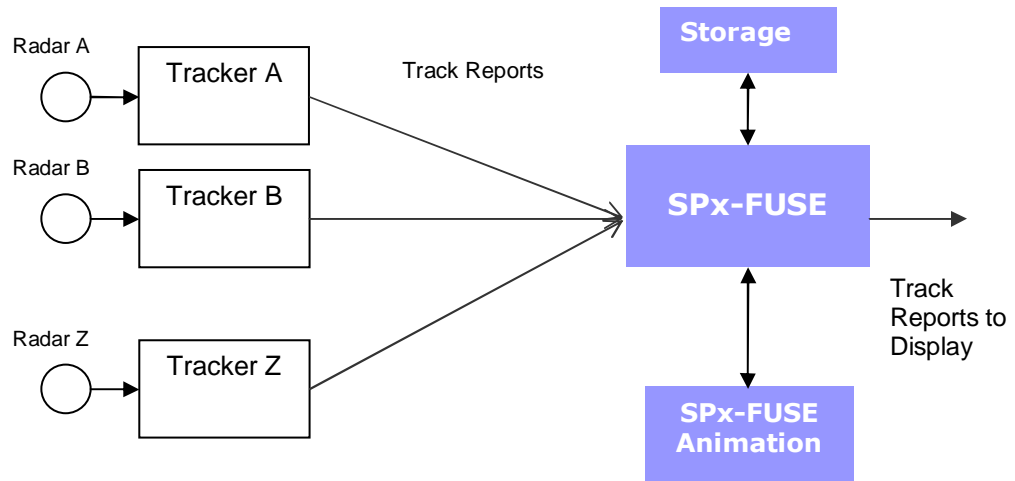 Radar A
Tracker A
Track Reports
Storage
Radar B
Tracker B
SPx-FUSE
Track
Reports to
Display
Radar Z
Tracker Z
SPx-FUSE
Animation